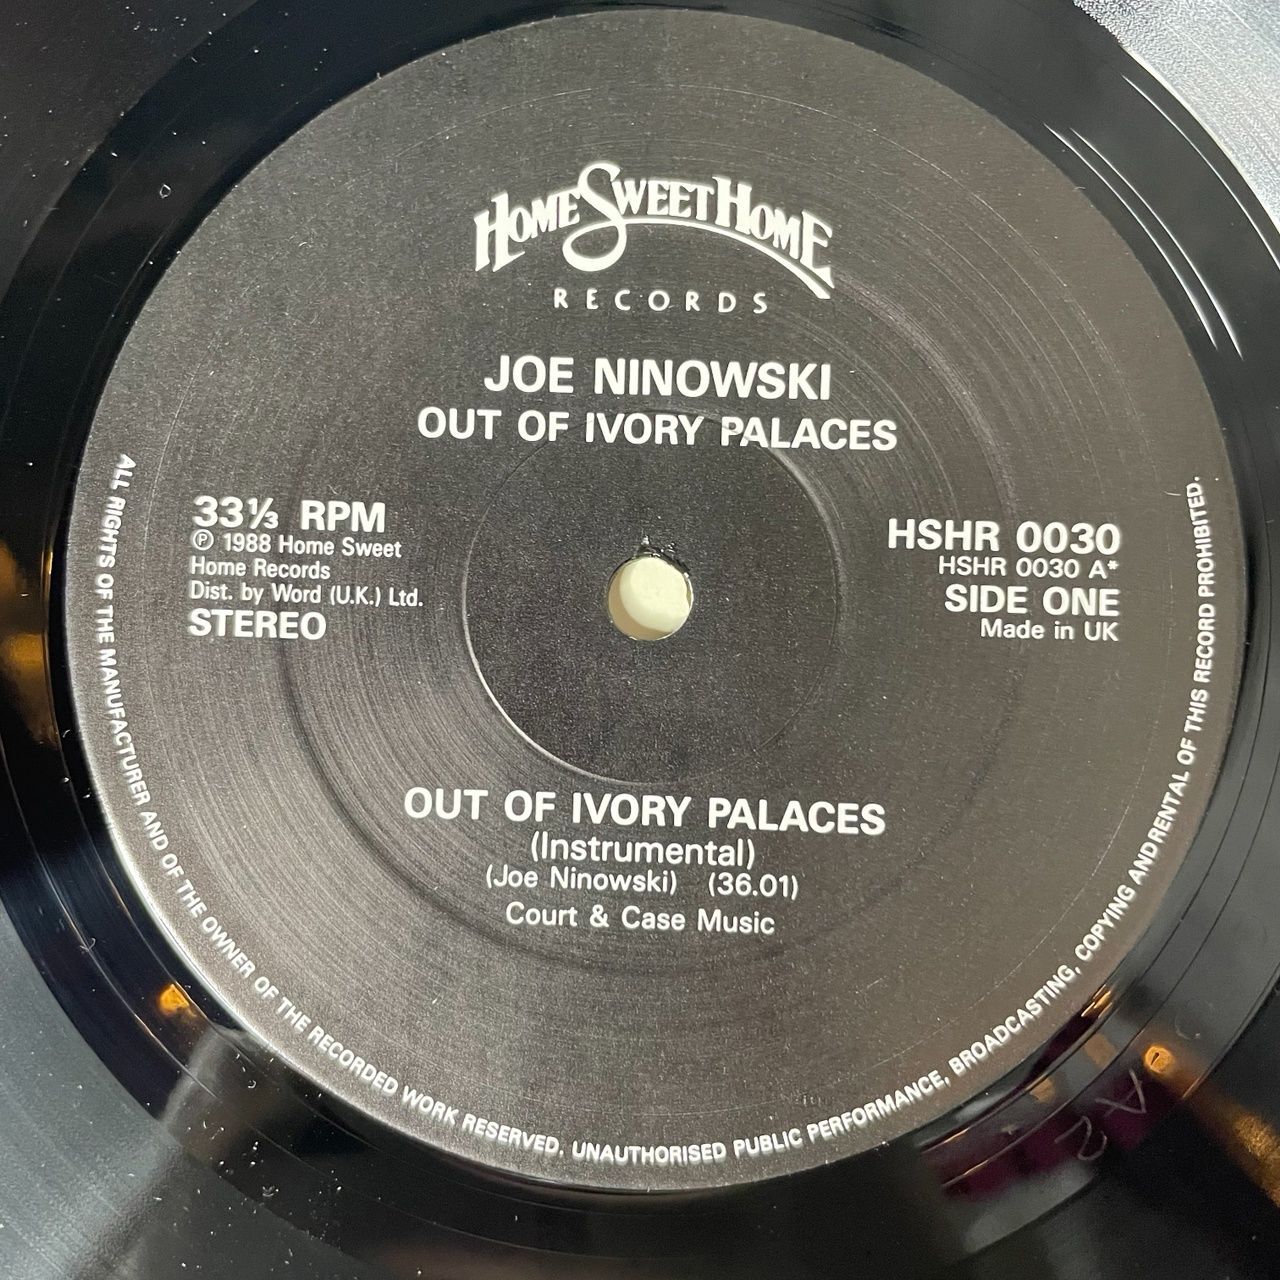 HOME SWEET HOME
RECORDS
JOE NINOWSKI
OUT OF IVORY PALACES
33⅓ RPM
℗ 1988 Home Sweet
Home Records
Dist. by Word (U.K.) Ltd.
STEREO
HSHR 0030
HSHR 0030 A*
SIDE ONE
Made in UK
OUT OF IVORY PALACES
(Instrumental)
(Joe Ninowski) (36.01)
Court & Case Music
ALL RIGHTS OF THE MANUFACTURER AND OF THE OWNER OF THE RECORDED WORK RESERVED. UNAUTHORISED PUBLIC PERFORMANCE, BROADCASTING, COPYING AND RENTAL OF THIS RECORD PROHIBITED.